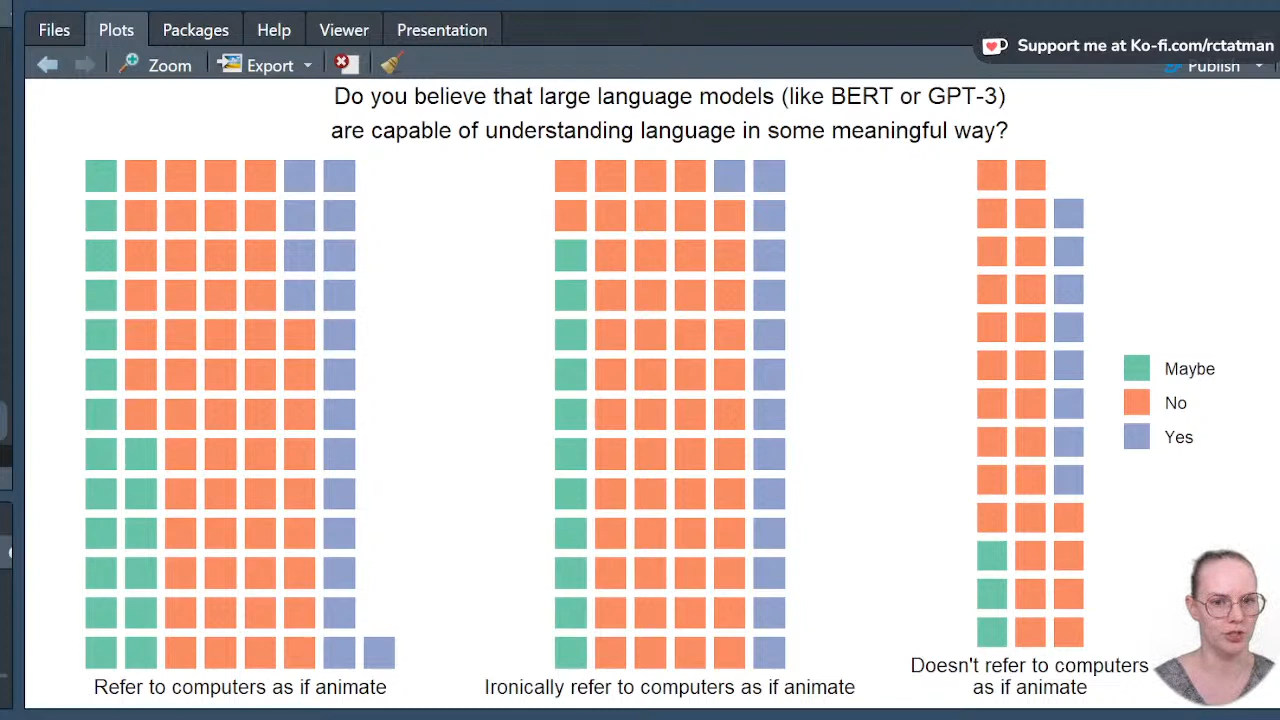 Files Plots Packages Help Viewer Presentation
Support me at Ko-fi.com/rctatman
Zoom Export Publish
Do you believe that large language models (like BERT or GPT-3)
are capable of understanding language in some meaningful way?
Maybe
No
Yes
Refer to computers as if animate
Ironically refer to computers as if animate
Doesn't refer to computers
as if animate